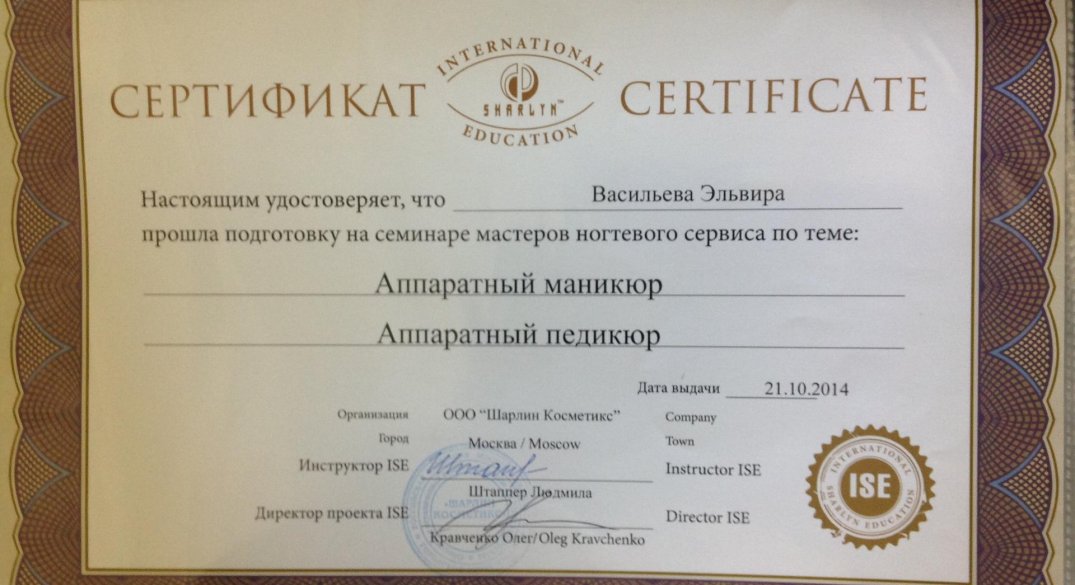 СЕРТИФИКАТ
INTERNATIONAL
SHARLYN™
EDUCATION
CERTIFICATE
Настоящим удостоверяет, что Васильева Эльвира
прошла подготовку на семинаре мастеров ногтевого сервиса по теме:
Аппаратный маникюр
Аппаратный педикюр
Дата выдачи 21.10.2014
Организация ООО "Шарлин Косметикс" Company
Город Москва / Moscow Town
Инструктор ISE Instructor ISE
Штаппер Людмила
Директор проекта ISE Director ISE
Кравченко Олег/Oleg Kravchenko
INTERNATIONAL
ISE
SHARLYN EDUCATION